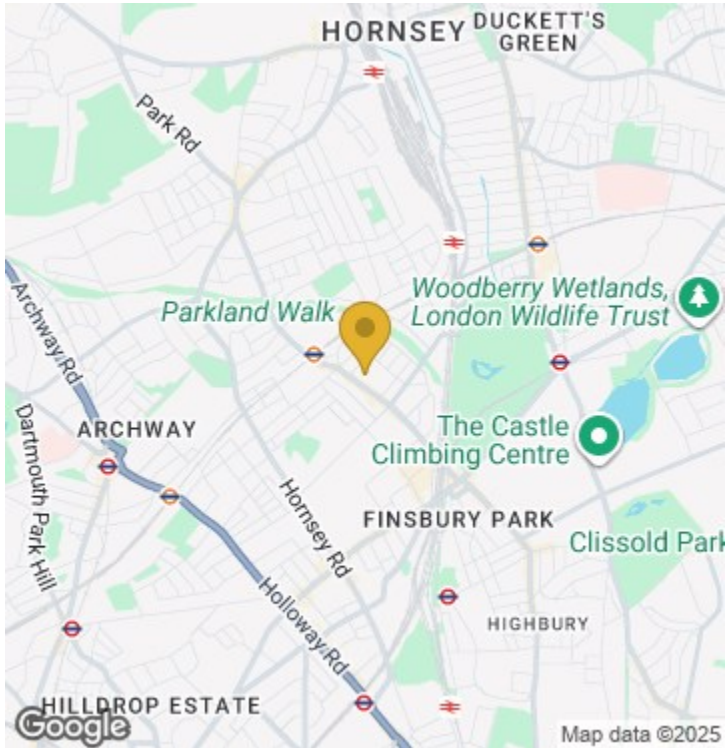 HORNSEY
DUCKETT'S
GREEN
Park Rd
Archway Rd
Parkland Walk
Woodberry Wetlands,
London Wildlife Trust
ARCHWAY
The Castle
Climbing Centre
Dartmouth Park Hill
Hornsey Rd
FINSBURY PARK
Clissold Park
Holloway Rd
HIGHBURY
HILLDROP ESTATE
Google
Map data ©2025